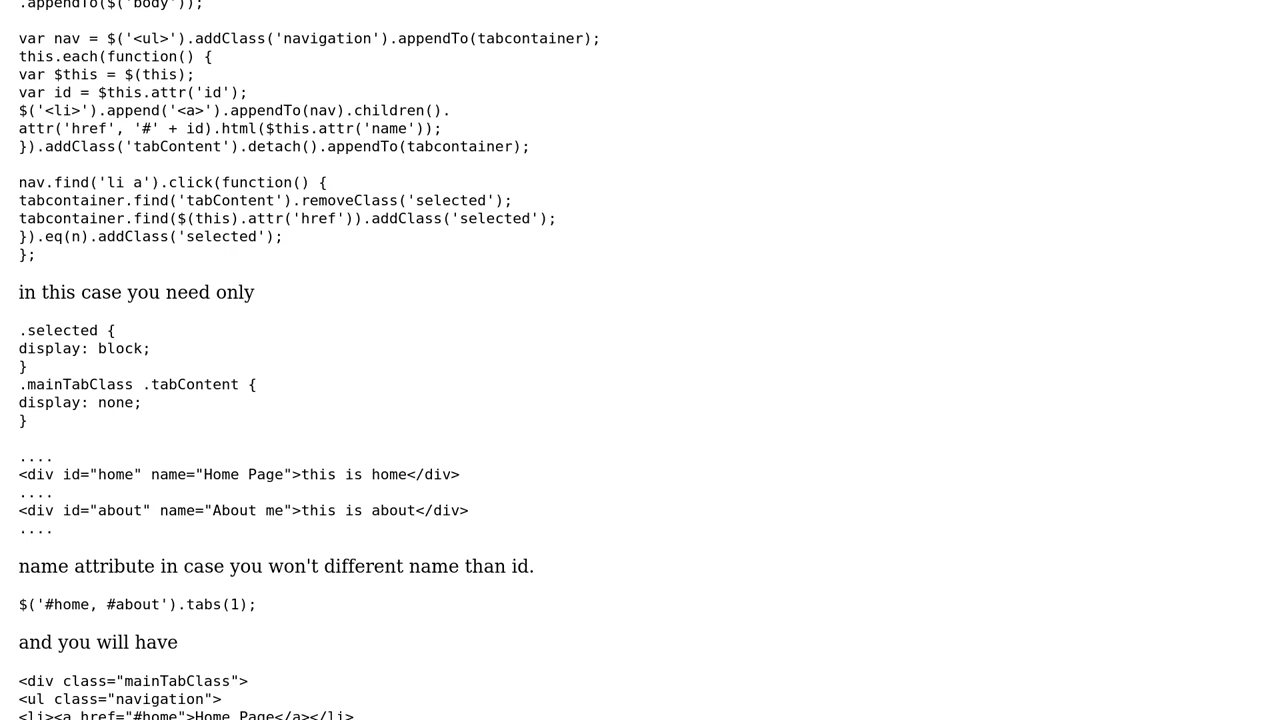 .appendTo($('body'));
var nav = $('<ul>').addClass('navigation').appendTo(tabcontainer);
this.each(function() {
var $this = $(this);
var id = $this.attr('id');
$('<li>').append('<a>').appendTo(nav).children().
attr('href', '#' + id).html($this.attr('name'));
}).addClass('tabContent').detach().appendTo(tabcontainer);
nav.find('li a').click(function() {
tabcontainer.find('tabContent').removeClass('selected');
tabcontainer.find($(this).attr('href')).addClass('selected');
}).eq(n).addClass('selected');
};
in this case you need only
.selected {
display: block;
}
.mainTabClass .tabContent {
display: none;
}
....
<div id="home" name="Home Page">this is home</div>
....
<div id="about" name="About me">this is about</div>
....
name attribute in case you won't different name than id.
$('#home, #about').tabs(1);
and you will have
<div class="mainTabClass">
<ul class="navigation">
<li><a href="#home">Home Page</a></li>